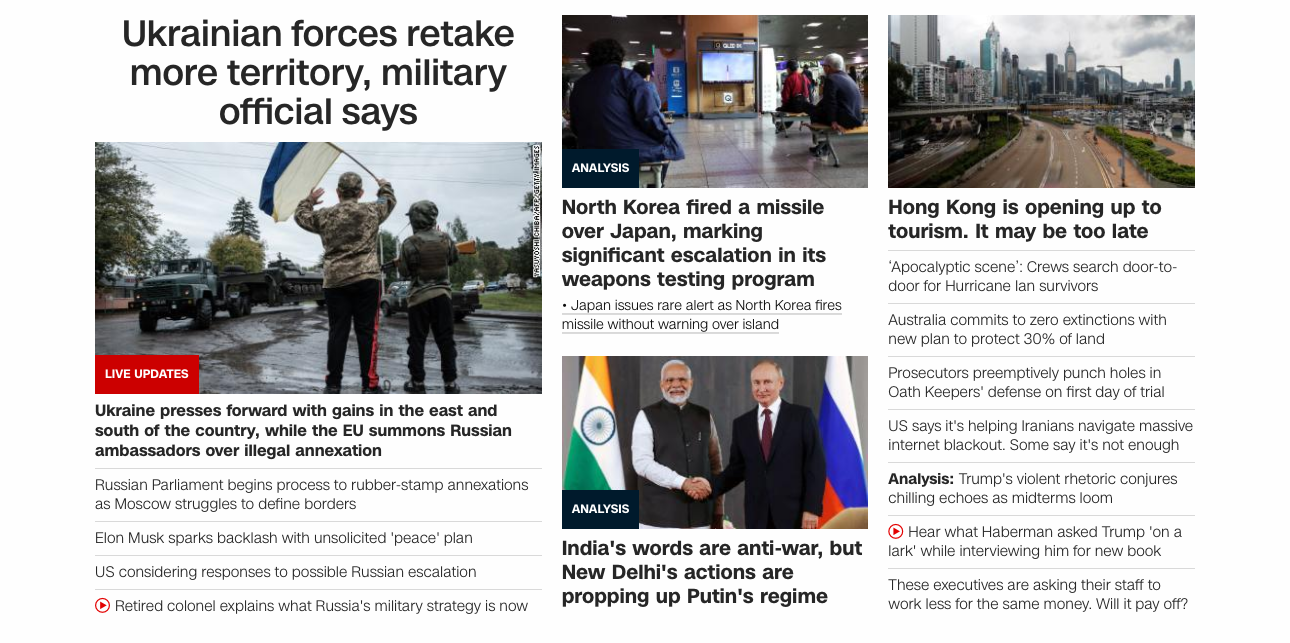 Ukrainian forces retake
more territory, military
official says
YASUYOSHI CHIBA/AFP/GETTY IMAGES
LIVE UPDATES
Ukraine presses forward with gains in the east and
south of the country, while the EU summons Russian
ambassadors over illegal annexation
Russian Parliament begins process to rubber-stamp annexations
as Moscow struggles to define borders
Elon Musk sparks backlash with unsolicited 'peace' plan
US considering responses to possible Russian escalation
Retired colonel explains what Russia's military strategy is now
QLED TV
ANALYSIS
North Korea fired a missile
over Japan, marking
significant escalation in its
weapons testing program
• Japan issues rare alert as North Korea fires
missile without warning over island
ANALYSIS
India's words are anti-war, but
New Delhi's actions are
propping up Putin's regime
Hong Kong is opening up to
tourism. It may be too late
‘Apocalyptic scene’: Crews search door-to-
door for Hurricane Ian survivors
Australia commits to zero extinctions with
new plan to protect 30% of land
Prosecutors preemptively punch holes in
Oath Keepers' defense on first day of trial
US says it's helping Iranians navigate massive
internet blackout. Some say it's not enough
Analysis: Trump's violent rhetoric conjures
chilling echoes as midterms loom
Hear what Haberman asked Trump 'on a
lark' while interviewing him for new book
These executives are asking their staff to
work less for the same money. Will it pay off?